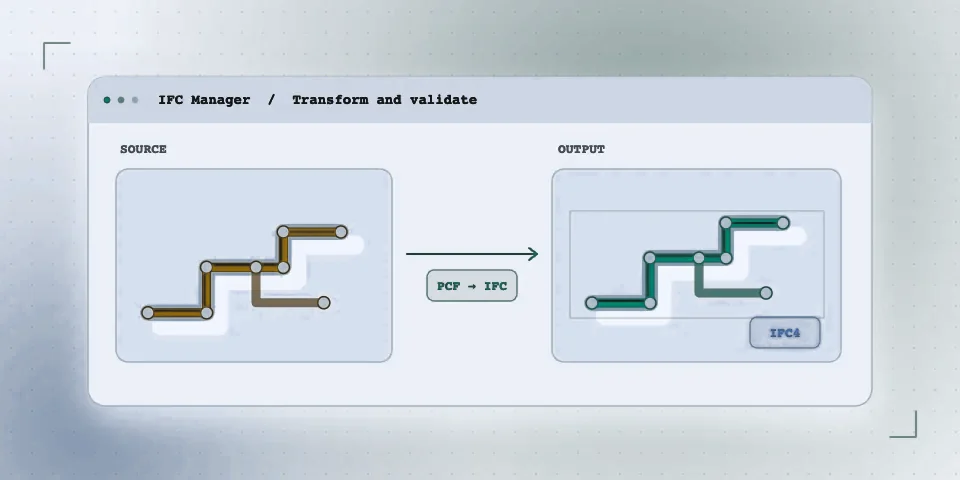 IFC Manager / Transform and validate
SOURCE
OUTPUT
PCF → IFC
IFC4